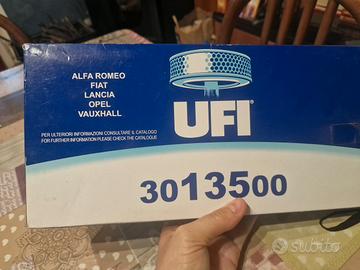 ALFA ROMEO
FIAT
LANCIA
OPEL
VAUXHALL
UFI®
PER ULTERIORI INFORMAZIONI CONSULTARE IL CATALOGO
FOR FURTHER INFORMATION PLEASE CHECK THE CATALOGUE
3013500
subito